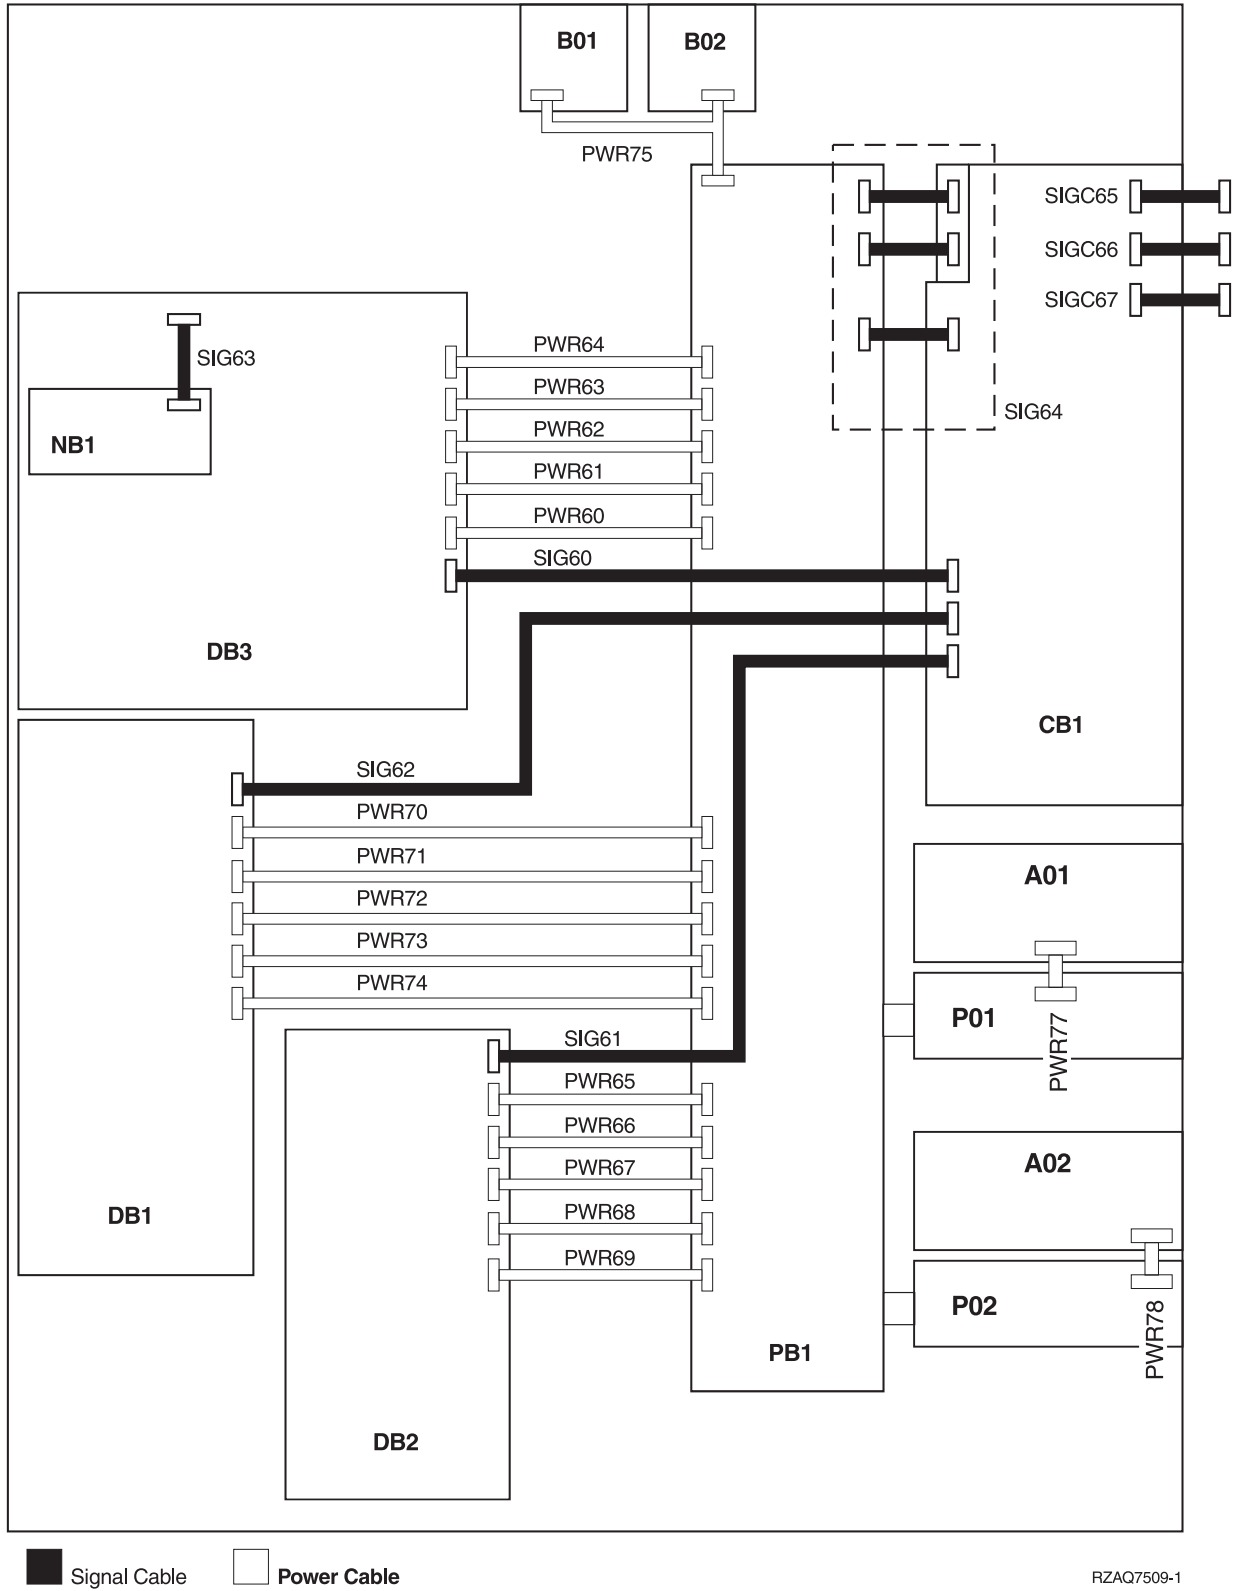 B01
B02
PWR75
SIGC65
SIGC66
SIGC67
SIG63
PWR64
PWR63
SIG64
PWR62
NB1
PWR61
PWR60
SIG60
DB3
CB1
SIG62
PWR70
PWR71
A01
PWR72
PWR73
PWR74
P01
SIG61
PWR77
PWR65
PWR66
A02
PWR67
PWR68
DB1
PWR69
P02
PWR78
PB1
DB2
Signal Cable
Power Cable
RZAQ7509-1